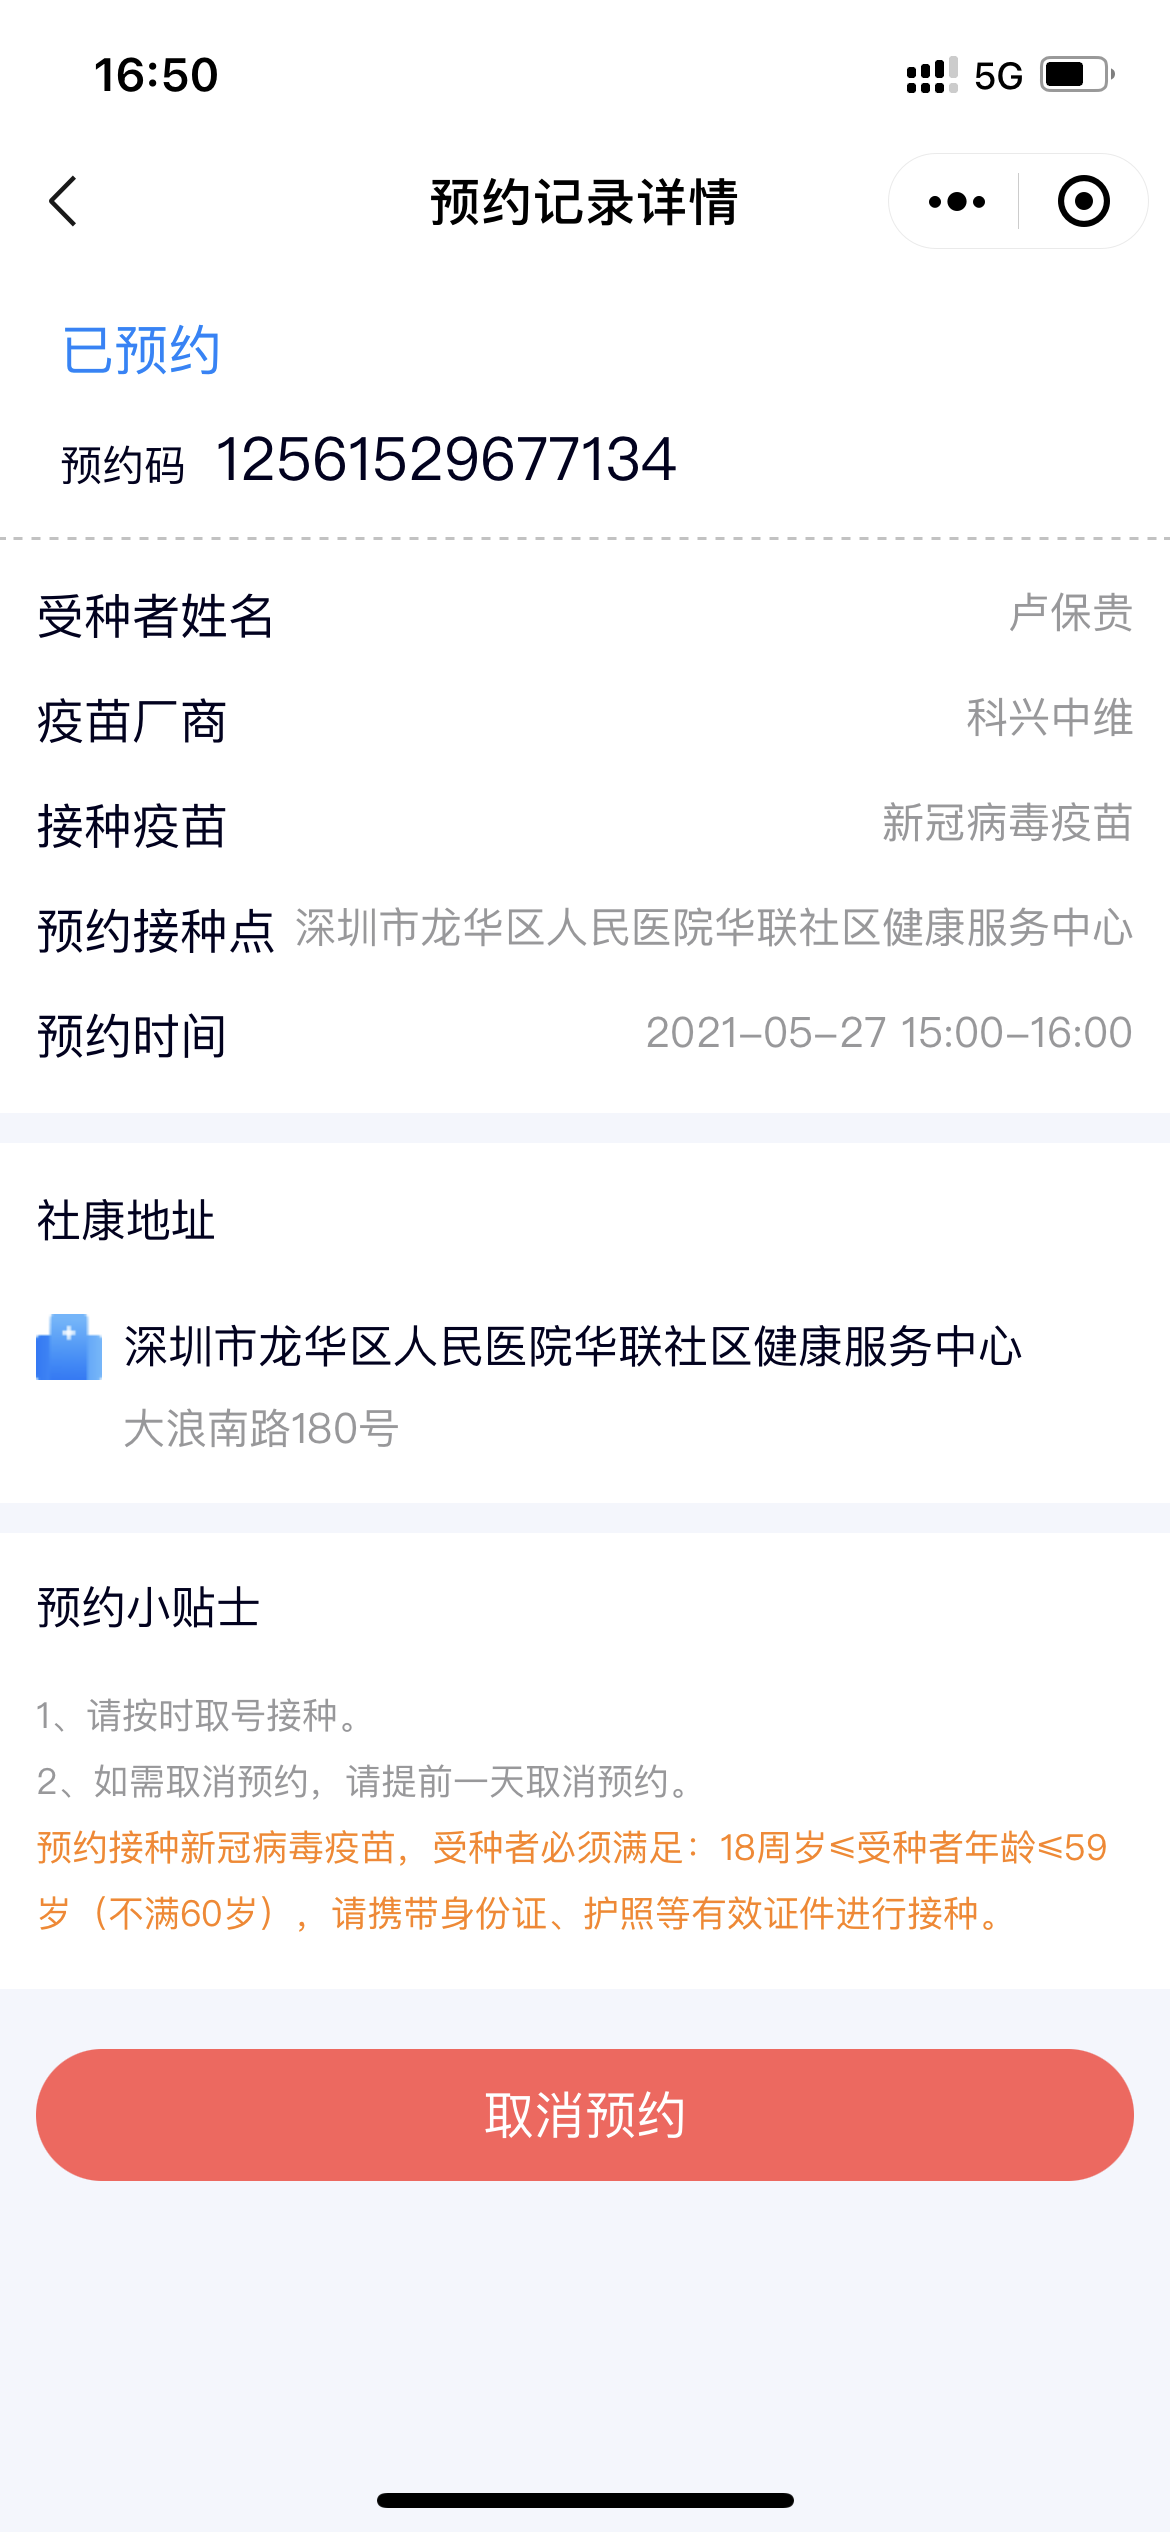 16:50
5G
预约记录详情
已预约
预约码 12561529677134
受种者姓名 卢保贵
疫苗厂商 科兴中维
接种疫苗 新冠病毒疫苗
预约接种点 深圳市龙华区人民医院华联社区健康服务中心
预约时间 2021-05-27 15:00-16:00
社康地址
深圳市龙华区人民医院华联社区健康服务中心
大浪南路180号
预约小贴士
1、请按时取号接种。
2、如需取消预约，请提前一天取消预约。
预约接种新冠病毒疫苗，受种者必须满足：18周岁≤受种者年龄≤59
岁（不满60岁），请携带身份证、护照等有效证件进行接种。
取消预约